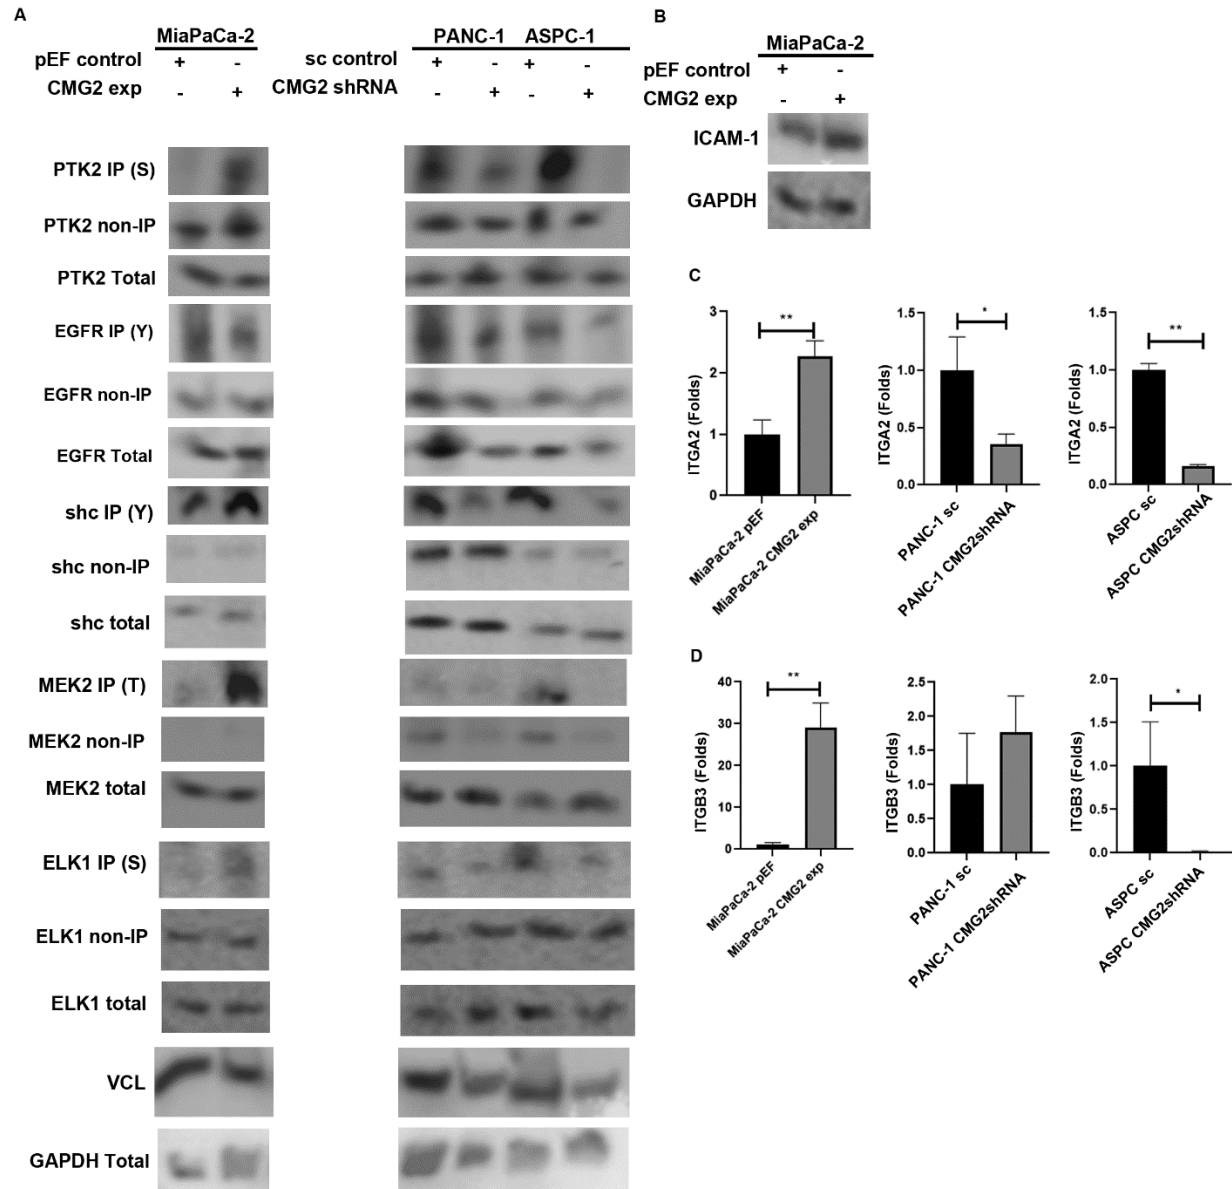 A
MiaPaCa-2
PANC-1 ASPC-1
pEF control + -
sc control + - + -
CMG2 exp - +
CMG2 shRNA - + - +
PTK2 IP (S)
PTK2 non-IP
PTK2 Total
EGFR IP (Y)
EGFR non-IP
EGFR Total
shc IP (Y)
shc non-IP
shc total
MEK2 IP (T)
MEK2 non-IP
MEK2 total
ELK1 IP (S)
ELK1 non-IP
ELK1 total
VCL
GAPDH Total
B
MiaPaCa-2
pEF control + -
CMG2 exp - +
ICAM-1
GAPDH
C
ITGA2 (Folds)
3
2
1
0
**
MiaPaCa-2 pEF
MiaPaCa-2 CMG2 exp
ITGA2 (Folds)
1.5
1.0
0.5
0.0
*
PANC-1 sc
PANC-1 CMG2shRNA
ITGA2 (Folds)
1.5
1.0
0.5
0.0
**
ASPC sc
ASPC CMG2shRNA
D
ITGB3 (Folds)
40
30
20
10
0
**
MiaPaCa-2 pEF
MiaPaCa-2 CMG2 exp
ITGB3 (Folds)
2.5
2.0
1.5
1.0
0.5
0.0
PANC-1 sc
PANC-1 CMG2shRNA
ITGB3 (Folds)
2.0
1.5
1.0
0.5
0.0
*
ASPC sc
ASPC CMG2shRNA